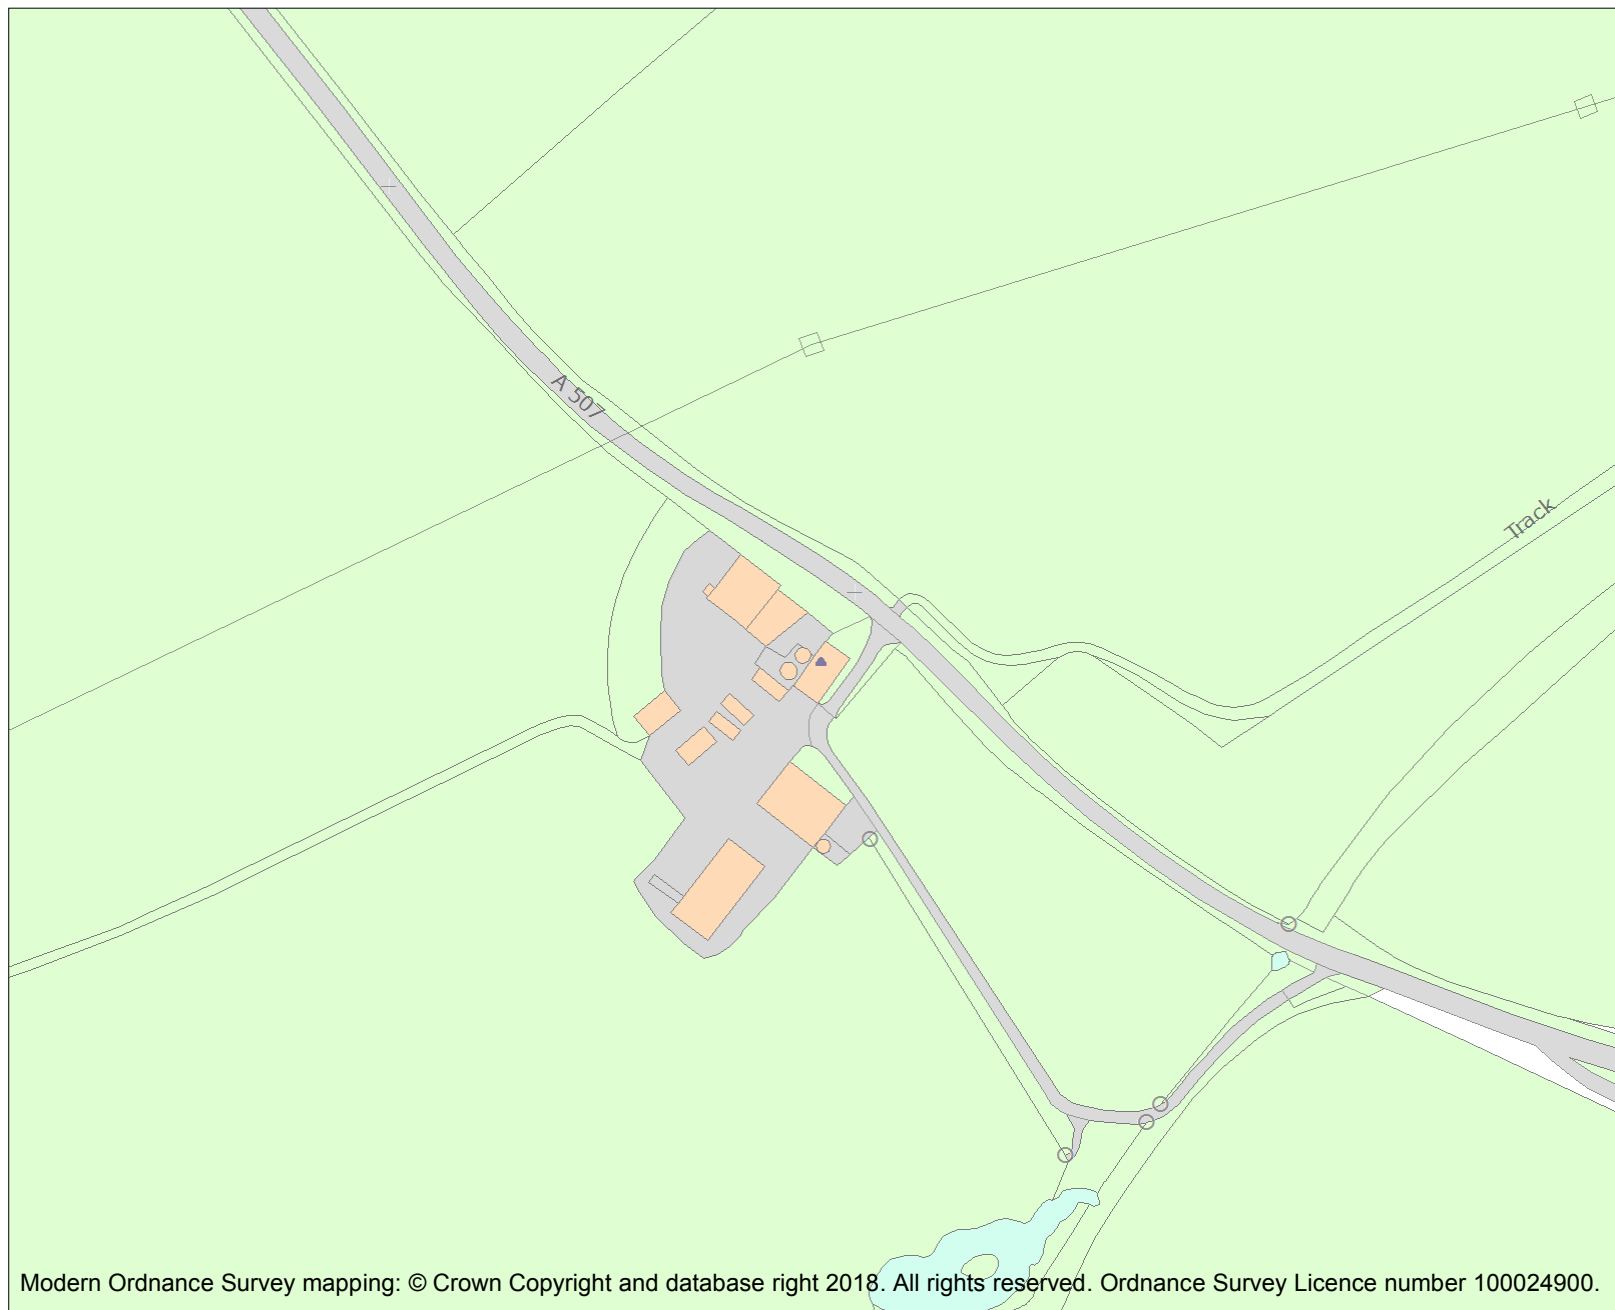 A 507
Track
Modern Ordnance Survey mapping: © Crown Copyright and database right 2018. All rights reserved. Ordnance Survey Licence number 100024900.